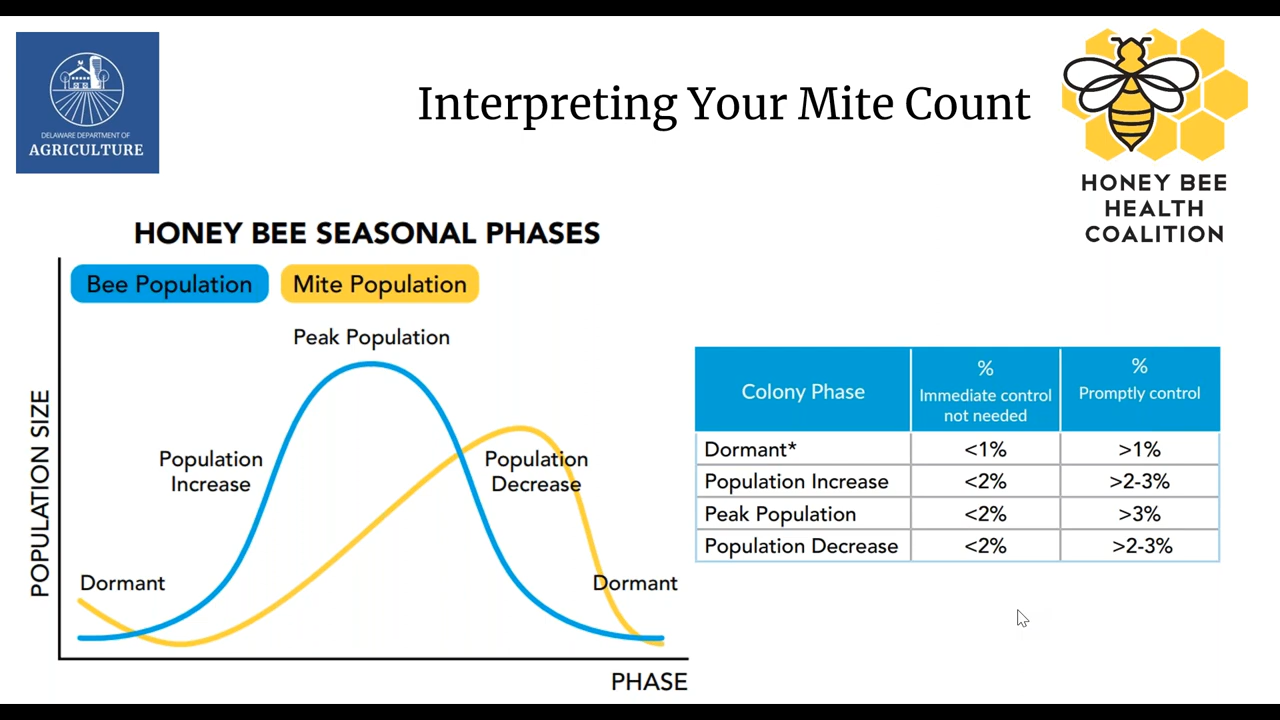 DELAWARE DEPARTMENT OF
AGRICULTURE
Interpreting Your Mite Count
HONEY BEE
HEALTH
COALITION
HONEY BEE SEASONAL PHASES
Bee Population
Mite Population
Peak Population
Population
Increase
Population
Decrease
Dormant
Dormant
POPULATION SIZE
PHASE
Colony Phase
%
Immediate control
not needed
%
Promptly control
Dormant* <1% >1%
Population Increase <2% >2-3%
Peak Population <2% >3%
Population Decrease <2% >2-3%